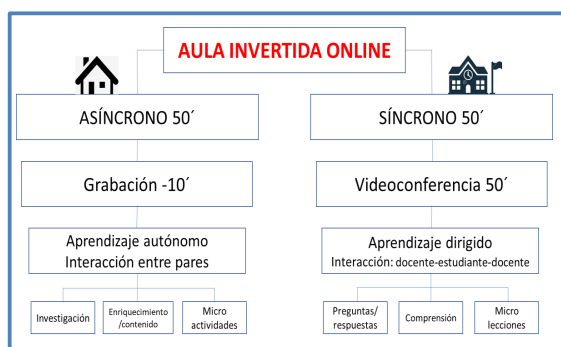 AULA INVERTIDA ONLINE
ASÍNCRONO 50´
SÍNCRONO 50´
Grabación -10´
Videoconferencia 50´
Aprendizaje autónomo
Interacción entre pares
Aprendizaje dirigido
Interacción: docente-estudiante-docente
Investigación
Enriquecimiento
/contenido
Micro
actividades
Preguntas/
respuestas
Comprensión
Micro
lecciones